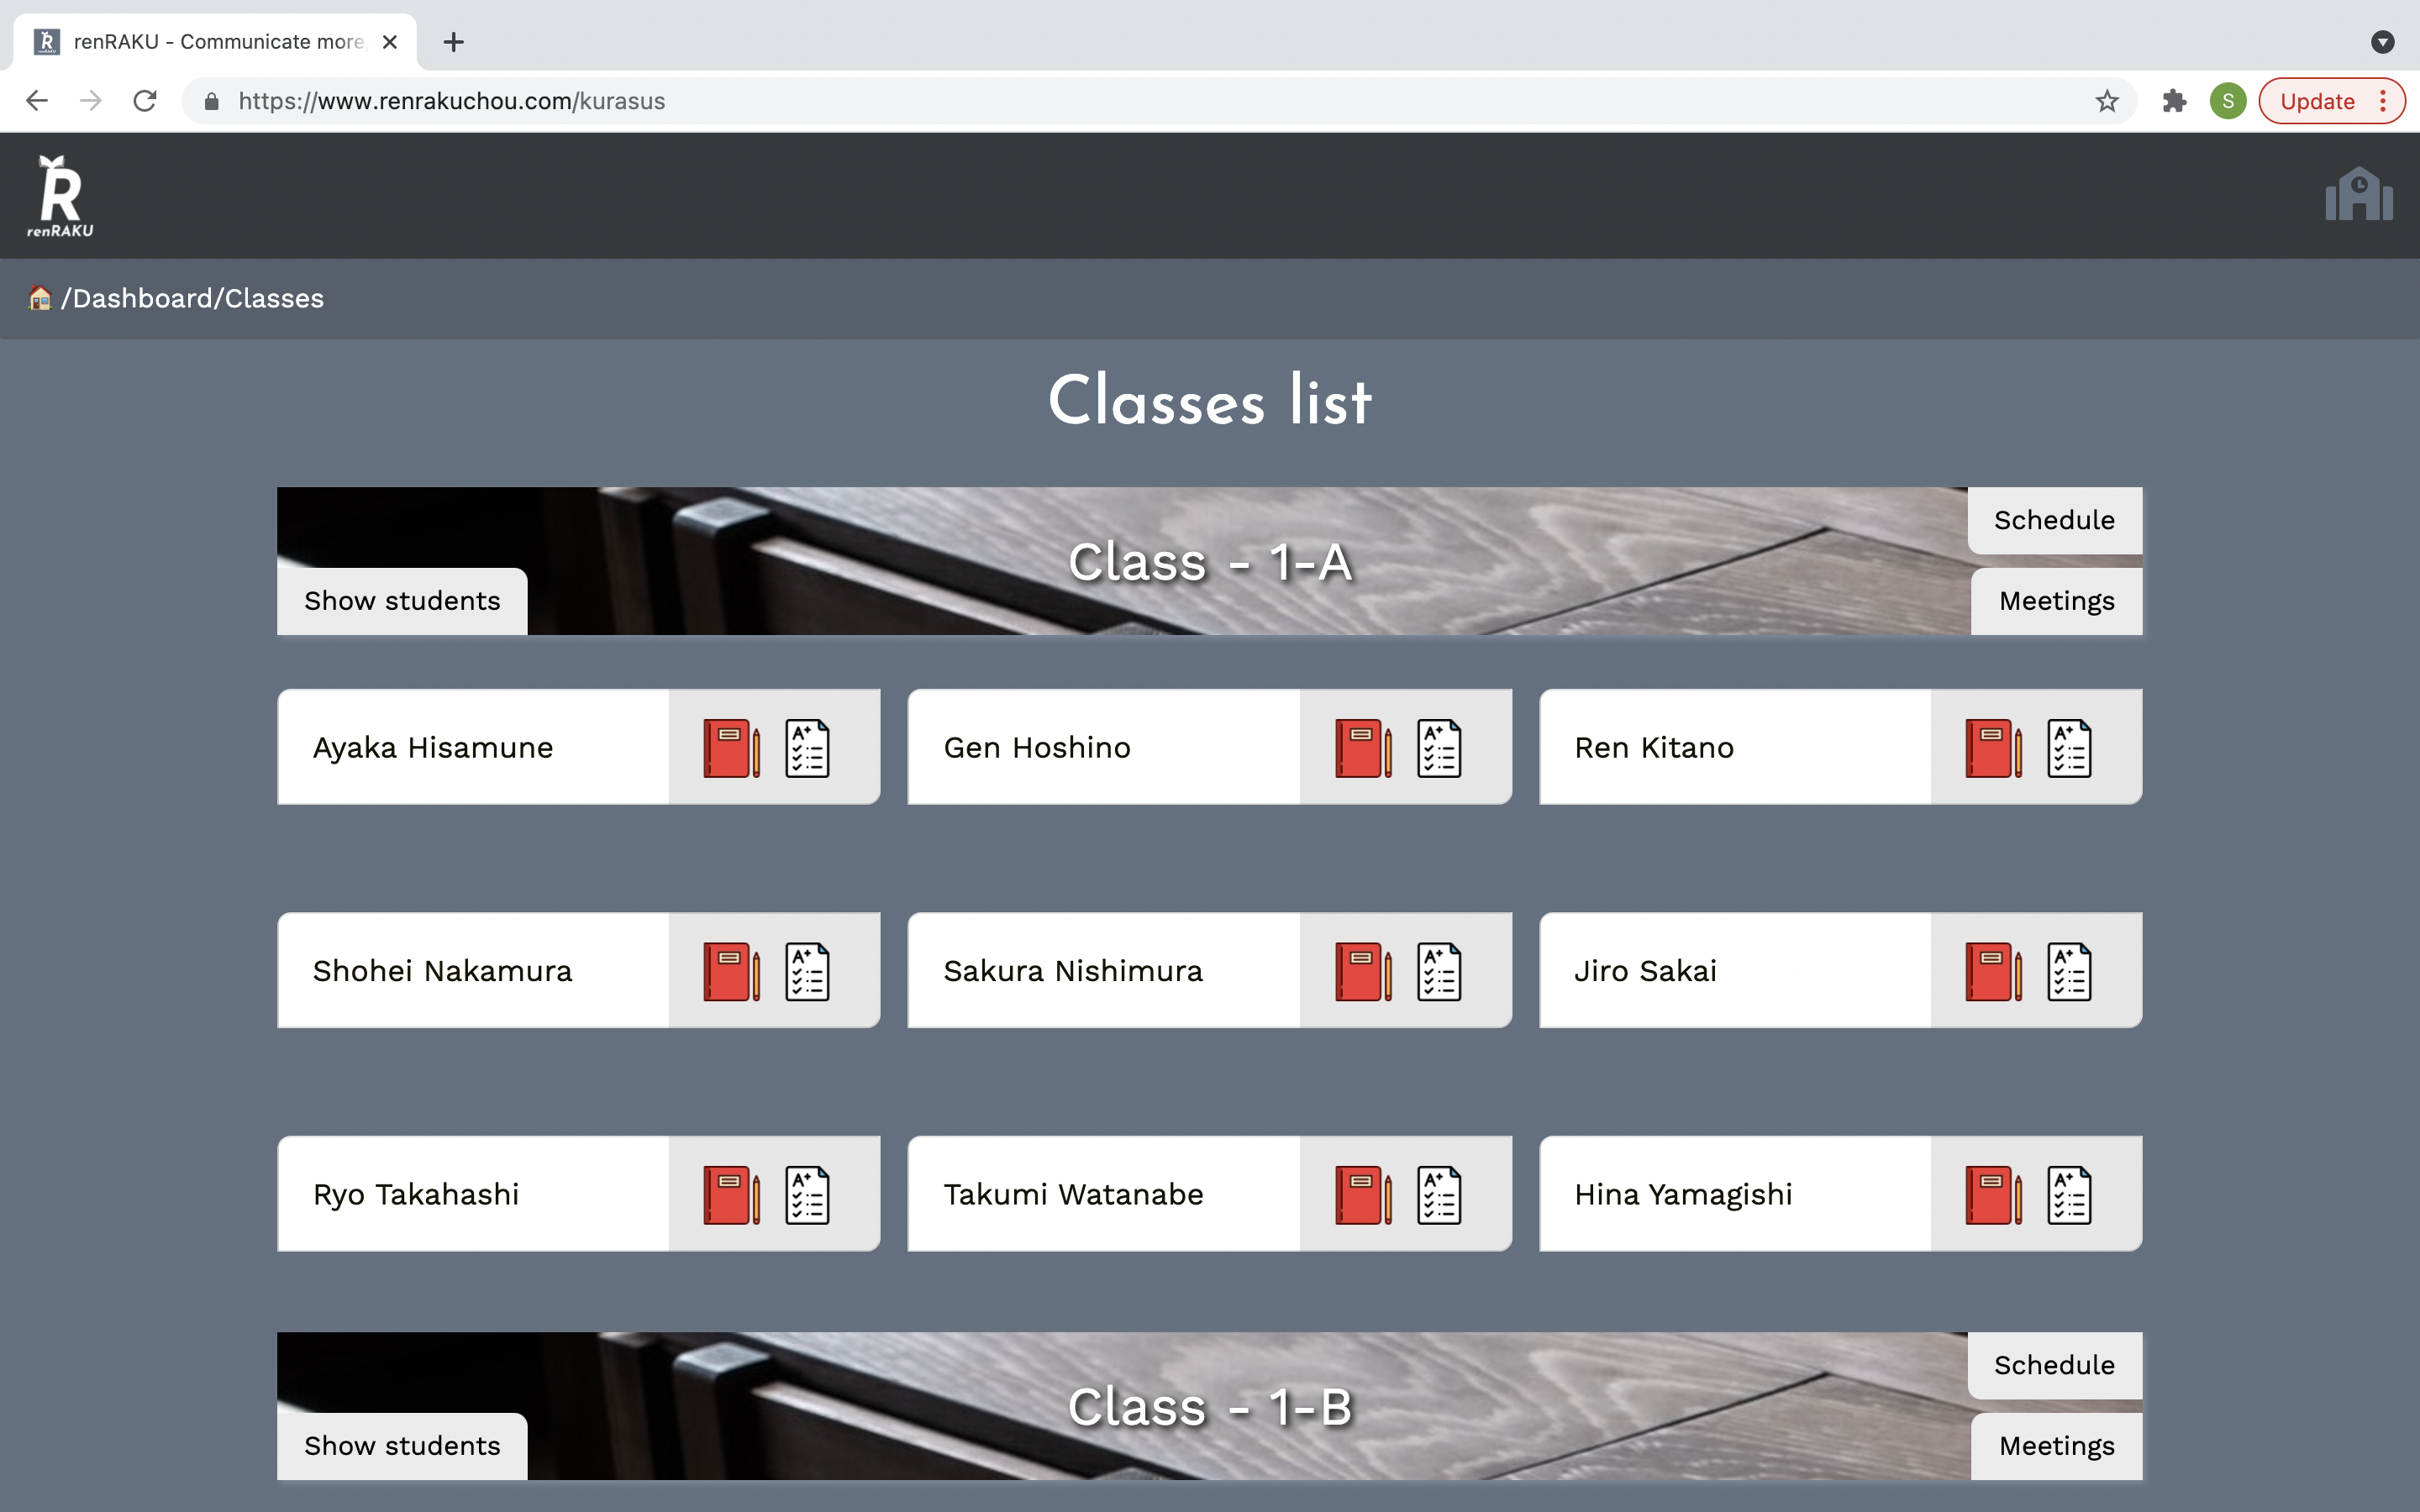 renRAKU - Communicate more,
https://www.renrakuchou.com/kurasus
S
Update
R
renRAKU
/Dashboard/Classes
Classes list
Schedule
Class - 1-A
Show students
Meetings
Ayaka Hisamune
A+
Gen Hoshino
A+
Ren Kitano
A+
Shohei Nakamura
A+
Sakura Nishimura
A+
Jiro Sakai
A+
Ryo Takahashi
A+
Takumi Watanabe
A+
Hina Yamagishi
A+
Schedule
Class - 1-B
Show students
Meetings